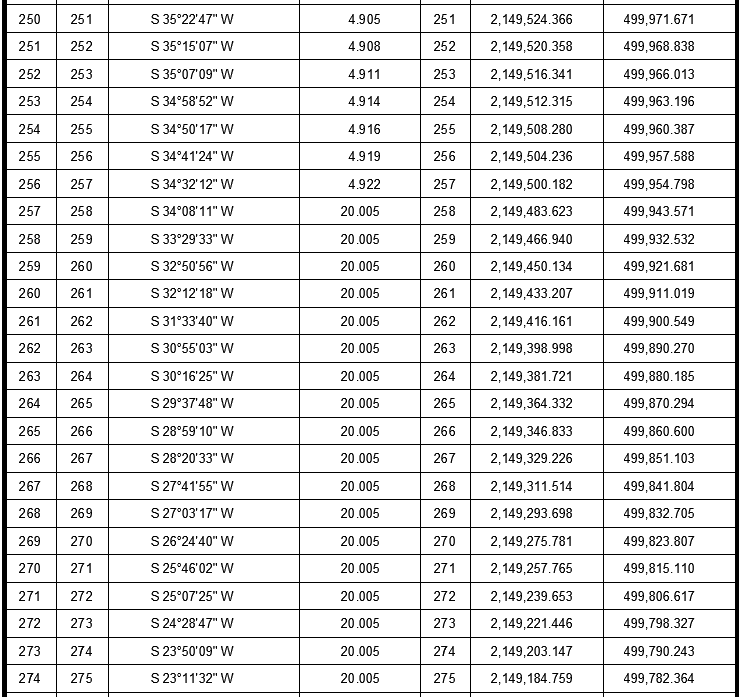 250 251 S 35°22'47" W 4.905 251 2,149,524.366 499,971.671
251 252 S 35°15'07" W 4.908 252 2,149,520.358 499,968.838
252 253 S 35°07'09" W 4.911 253 2,149,516.341 499,966.013
253 254 S 34°58'52" W 4.914 254 2,149,512.315 499,963.196
254 255 S 34°50'17" W 4.916 255 2,149,508.280 499,960.387
255 256 S 34°41'24" W 4.919 256 2,149,504.236 499,957.588
256 257 S 34°32'12" W 4.922 257 2,149,500.182 499,954.798
257 258 S 34°08'11" W 20.005 258 2,149,483.623 499,943.571
258 259 S 33°29'33" W 20.005 259 2,149,466.940 499,932.532
259 260 S 32°50'56" W 20.005 260 2,149,450.134 499,921.681
260 261 S 32°12'18" W 20.005 261 2,149,433.207 499,911.019
261 262 S 31°33'40" W 20.005 262 2,149,416.161 499,900.549
262 263 S 30°55'03" W 20.005 263 2,149,398.998 499,890.270
263 264 S 30°16'25" W 20.005 264 2,149,381.721 499,880.185
264 265 S 29°37'48" W 20.005 265 2,149,364.332 499,870.294
265 266 S 28°59'10" W 20.005 266 2,149,346.833 499,860.600
266 267 S 28°20'33" W 20.005 267 2,149,329.226 499,851.103
267 268 S 27°41'55" W 20.005 268 2,149,311.514 499,841.804
268 269 S 27°03'17" W 20.005 269 2,149,293.698 499,832.705
269 270 S 26°24'40" W 20.005 270 2,149,275.781 499,823.807
270 271 S 25°46'02" W 20.005 271 2,149,257.765 499,815.110
271 272 S 25°07'25" W 20.005 272 2,149,239.653 499,806.617
272 273 S 24°28'47" W 20.005 273 2,149,221.446 499,798.327
273 274 S 23°50'09" W 20.005 274 2,149,203.147 499,790.243
274 275 S 23°11'32" W 20.005 275 2,149,184.759 499,782.364